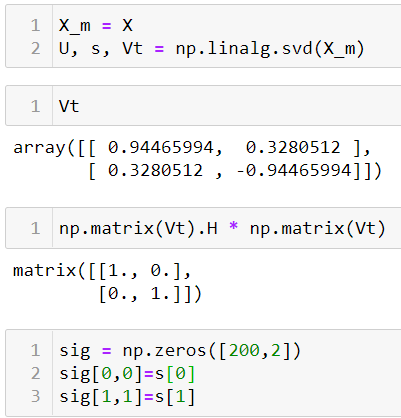 1 X_m = X
2 U, s, Vt = np.linalg.svd(X_m)
1 Vt
array([[ 0.94465994,  0.3280512 ],
       [ 0.3280512 , -0.94465994]])
1 np.matrix(Vt).H * np.matrix(Vt)
matrix([[1., 0.],
        [0., 1.]])
1 sig = np.zeros([200,2])
2 sig[0,0]=s[0]
3 sig[1,1]=s[1]